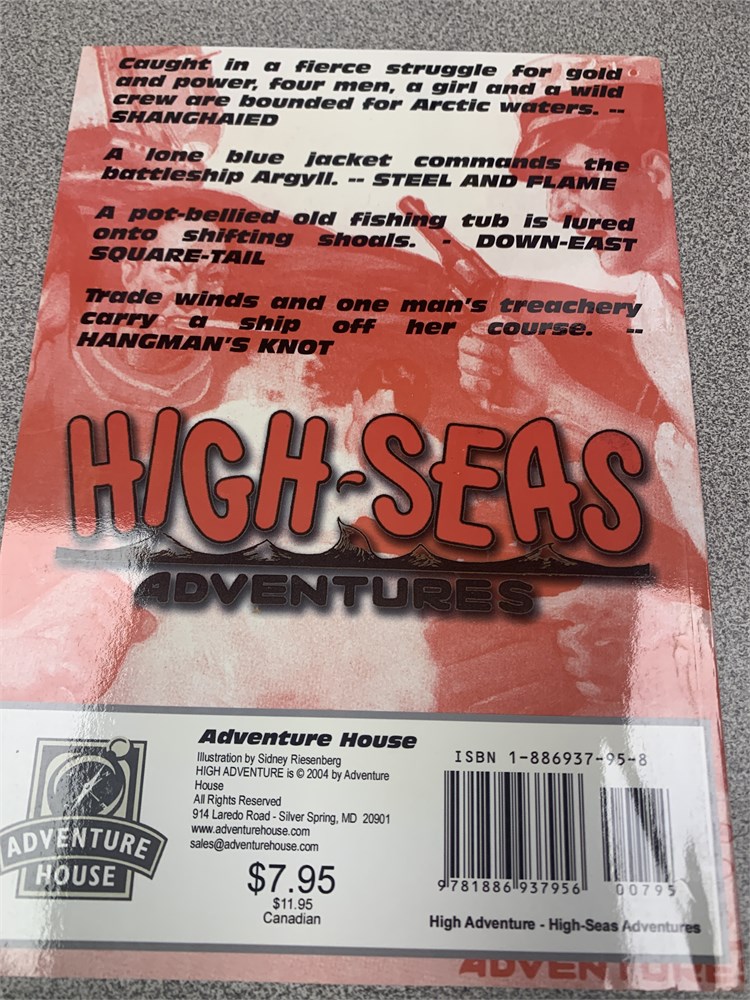 Caught in a fierce struggle for gold
and power, four men, a girl and a wild
crew are bounded for Arctic waters. --
SHANGHAIED
A lone blue jacket commands the
battleship Argyll. -- STEEL AND FLAME
A pot-bellied old fishing tub is lured
onto shifting shoals. - DOWN-EAST
SQUARE-TAIL
Trade winds and one man's treachery
carry a ship off her course. --
HANGMAN'S KNOT
HIGH-SEAS
ADVENTURES
ADVENTURE
HOUSE
Adventure House
Illustration by Sidney Riesenberg
HIGH ADVENTURE is © 2004 by Adventure
House
All Rights Reserved
914 Laredo Road - Silver Spring, MD 20901
www.adventurehouse.com
sales@adventurehouse.com
$7.95
$11.95
Canadian
ISBN 1-886937-95-8
9 781886 937956
00795
High Adventure - High-Seas Adventures
ADVENTURE